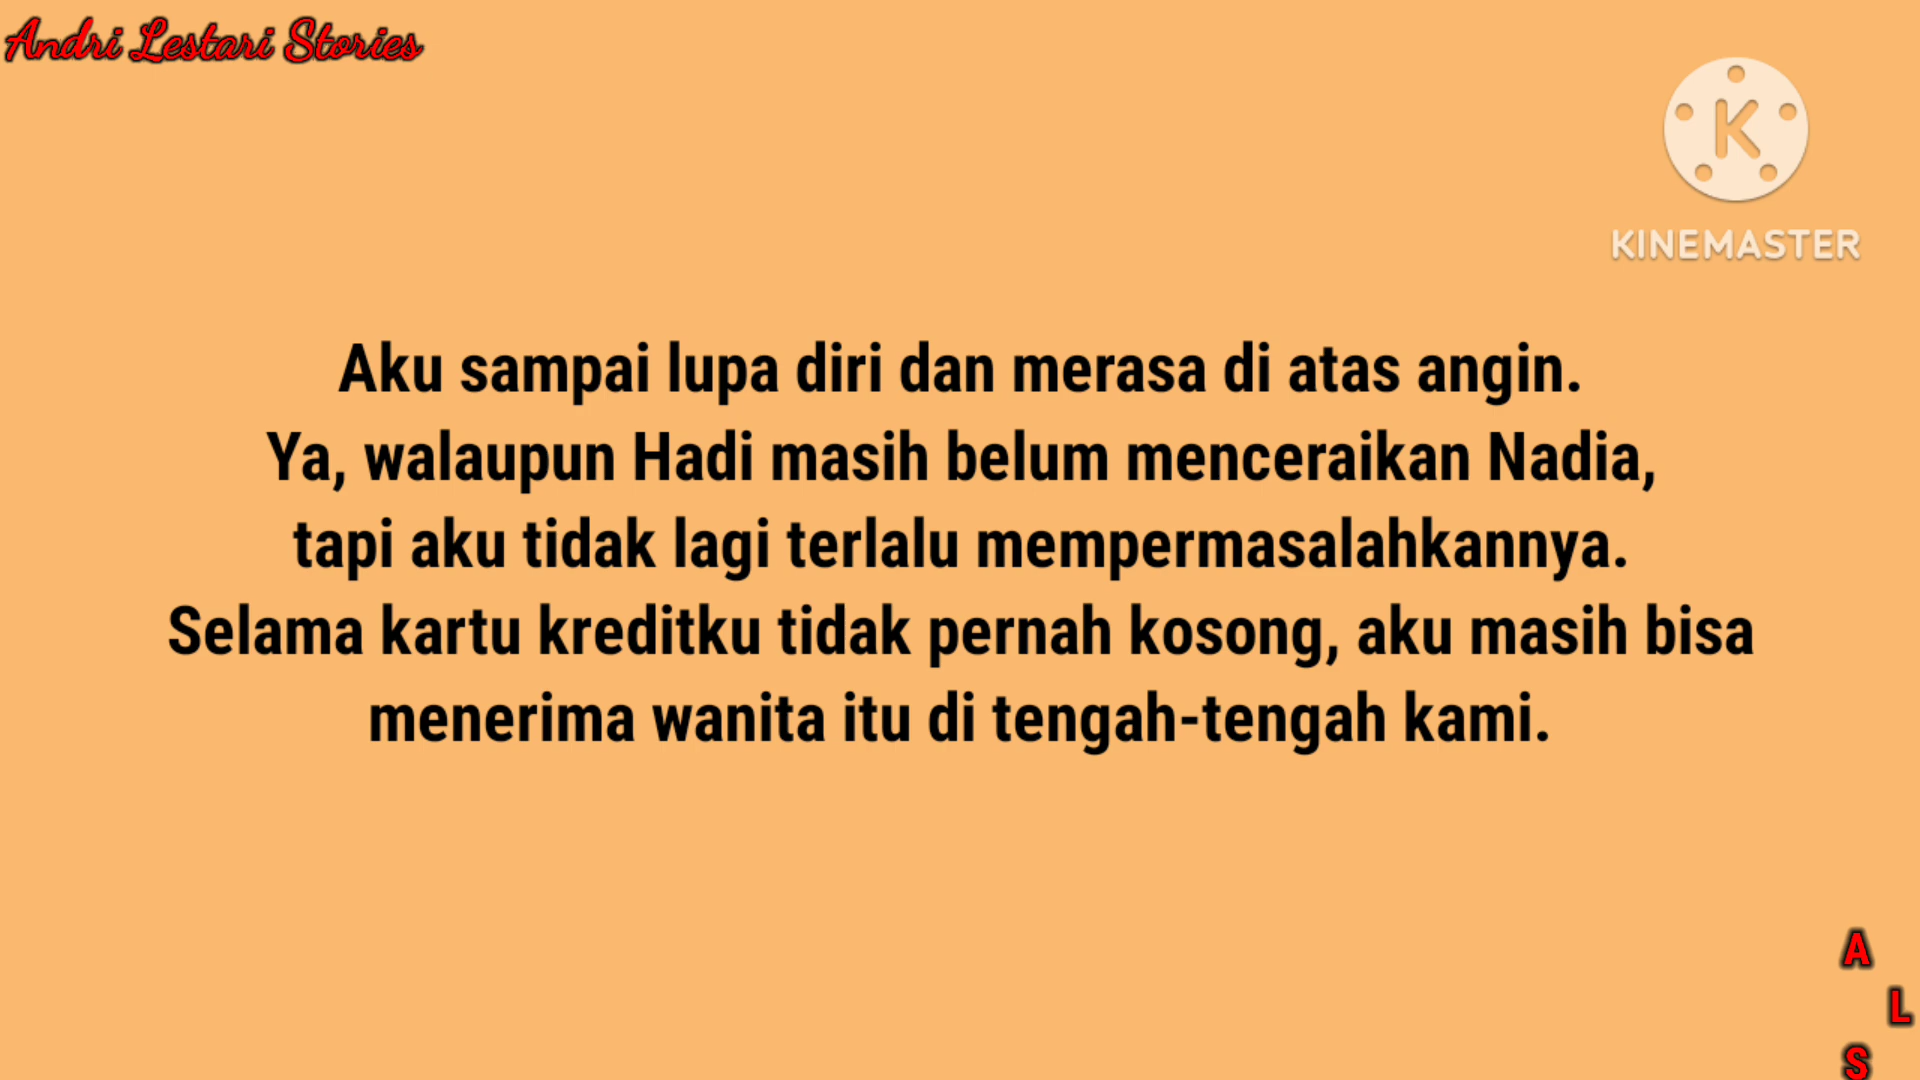 Andri Lestari Stories
KINEMASTER
Aku sampai lupa diri dan merasa di atas angin.
Ya, walaupun Hadi masih belum menceraikan Nadia,
tapi aku tidak lagi terlalu mempermasalahkannya.
Selama kartu kreditku tidak pernah kosong, aku masih bisa
menerima wanita itu di tengah-tengah kami.
A
L
S